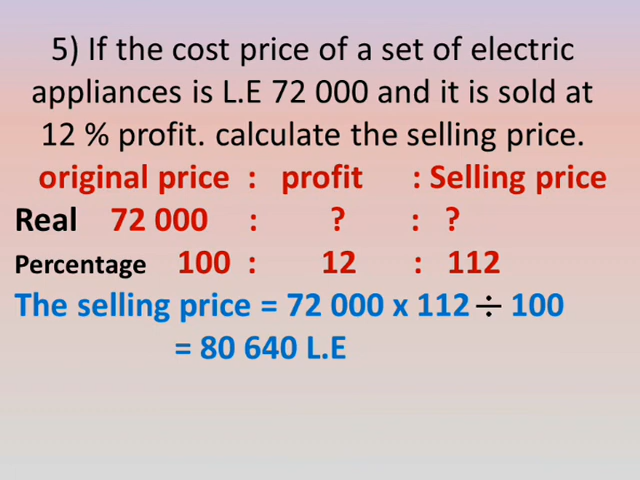 5) If the cost price of a set of electric
appliances is L.E 72 000 and it is sold at
12 % profit. calculate the selling price.
original price : profit : Selling price
Real 72 000 : ? : ?
Percentage 100 : 12 : 112
The selling price = 72 000 x 112 ÷ 100
= 80 640 L.E